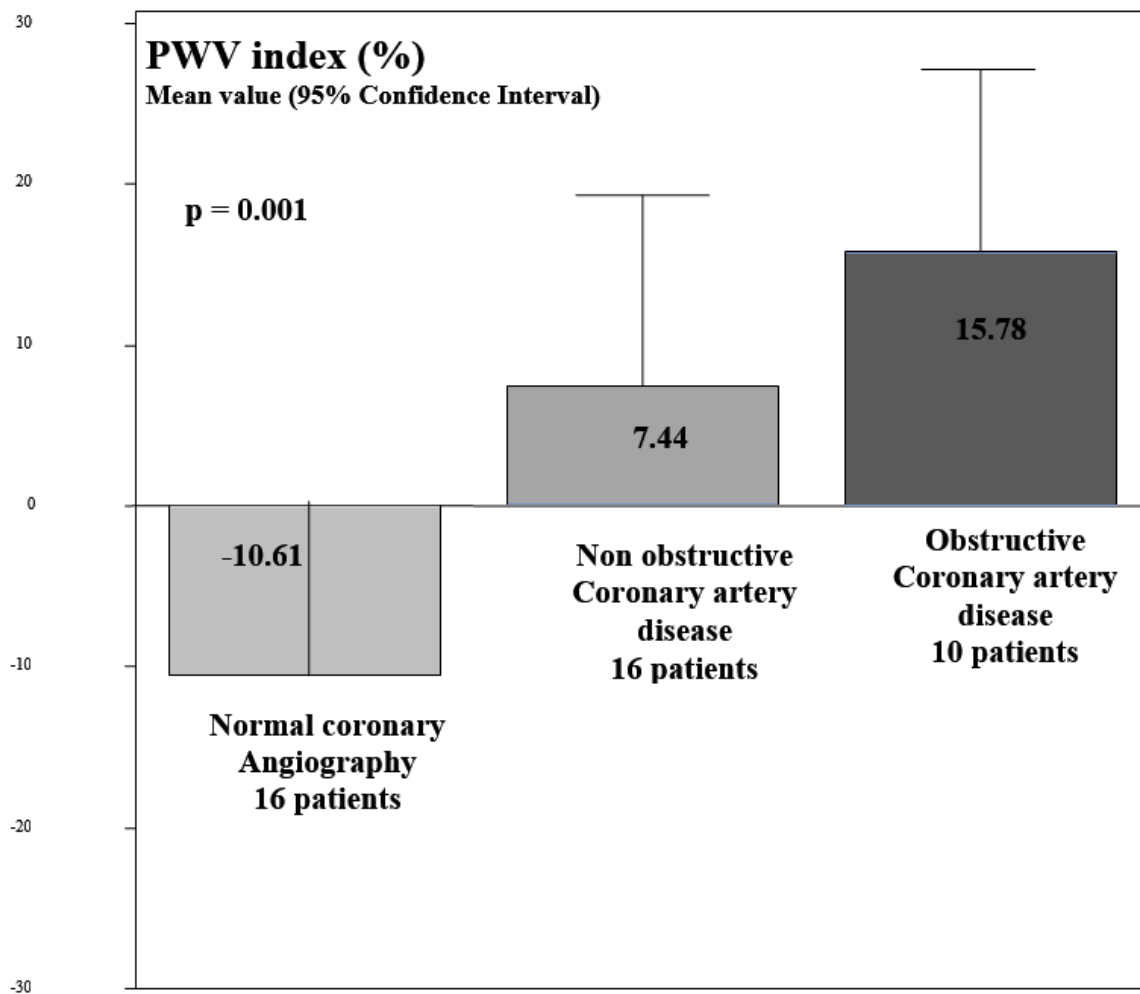 30
PWV index (%)
Mean value (95% Confidence Interval)
20
p = 0.001
10
15.78
7.44
0
-10.61
Non obstructive
Coronary artery
disease
16 patients
Obstructive
Coronary artery
disease
10 patients
-10
Normal coronary
Angiography
16 patients
-20
-30